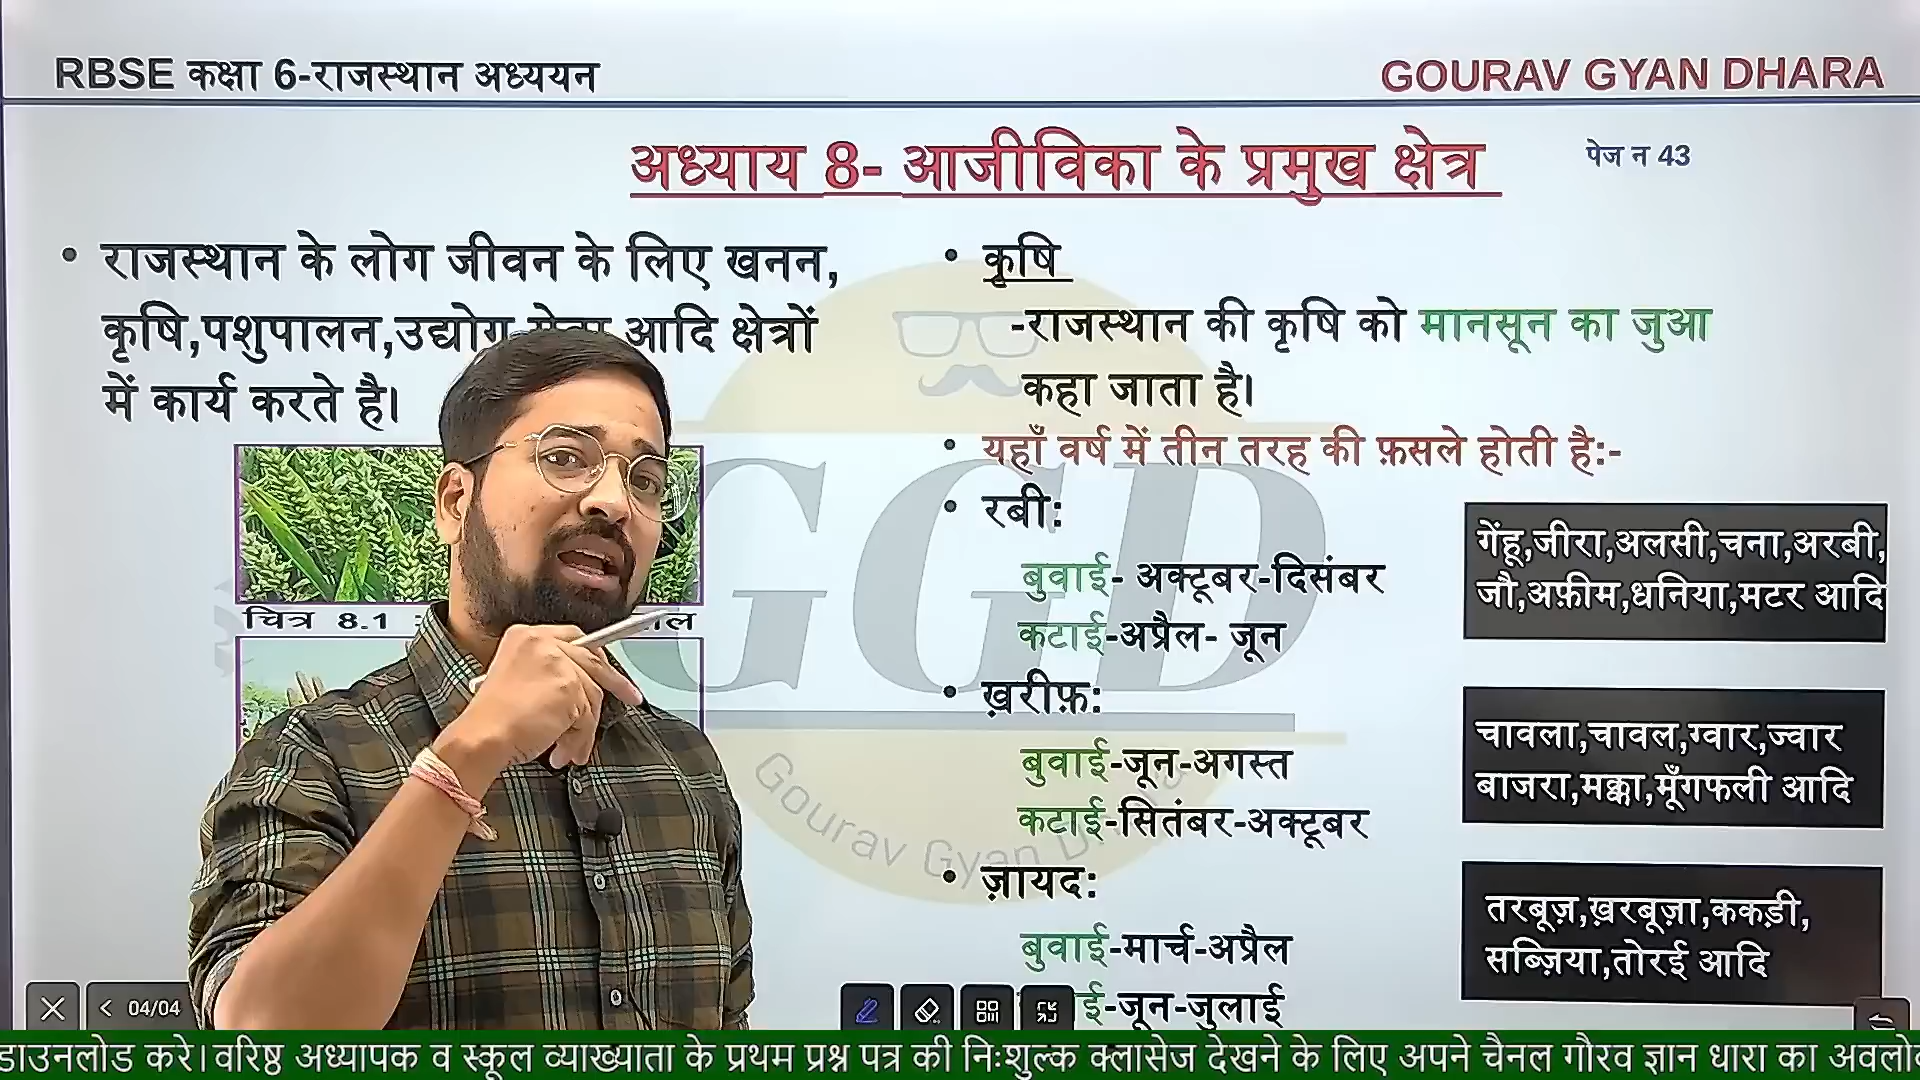 RBSE कक्षा 6-राजस्थान अध्ययन
GOURAV GYAN DHARA
अध्याय 8- आजीविका के प्रमुख क्षेत्र
पेज न 43
• राजस्थान के लोग जीवन के लिए खनन,
कृषि,पशुपालन,उद्योग आदि क्षेत्रों
में कार्य करते है।
चित्र 8.1 :
• कृषि
-राजस्थान की कृषि को मानसून का जुआ
कहा जाता है।
• यहाँ वर्ष में तीन तरह की फ़सले होती है:-
• रबी:
बुवाई- अक्टूबर-दिसंबर
कटाई-अप्रैल- जून
गेंहू,जीरा,अलसी,चना,अरबी,
जौ,अफ़ीम,धनिया,मटर आदि
• ख़रीफ़:
बुवाई-जून-अगस्त
कटाई-सितंबर-अक्टूबर
चावला,चावल,ग्वार,ज्वार
बाजरा,मक्का,मूँगफली आदि
• ज़ायद:
बुवाई-मार्च-अप्रैल
ई-जून-जुलाई
तरबूज़,ख़रबूज़ा,ककड़ी,
सब्ज़िया,तोरई आदि
GGD
Gourav Gyan D
04/04
डाउनलोड करे। वरिष्ठ अध्यापक व स्कूल व्याख्याता के प्रथम प्रश्न पत्र की निःशुल्क क्लासेज देखने के लिए अपने चैनल गौरव ज्ञान धारा का अवलो